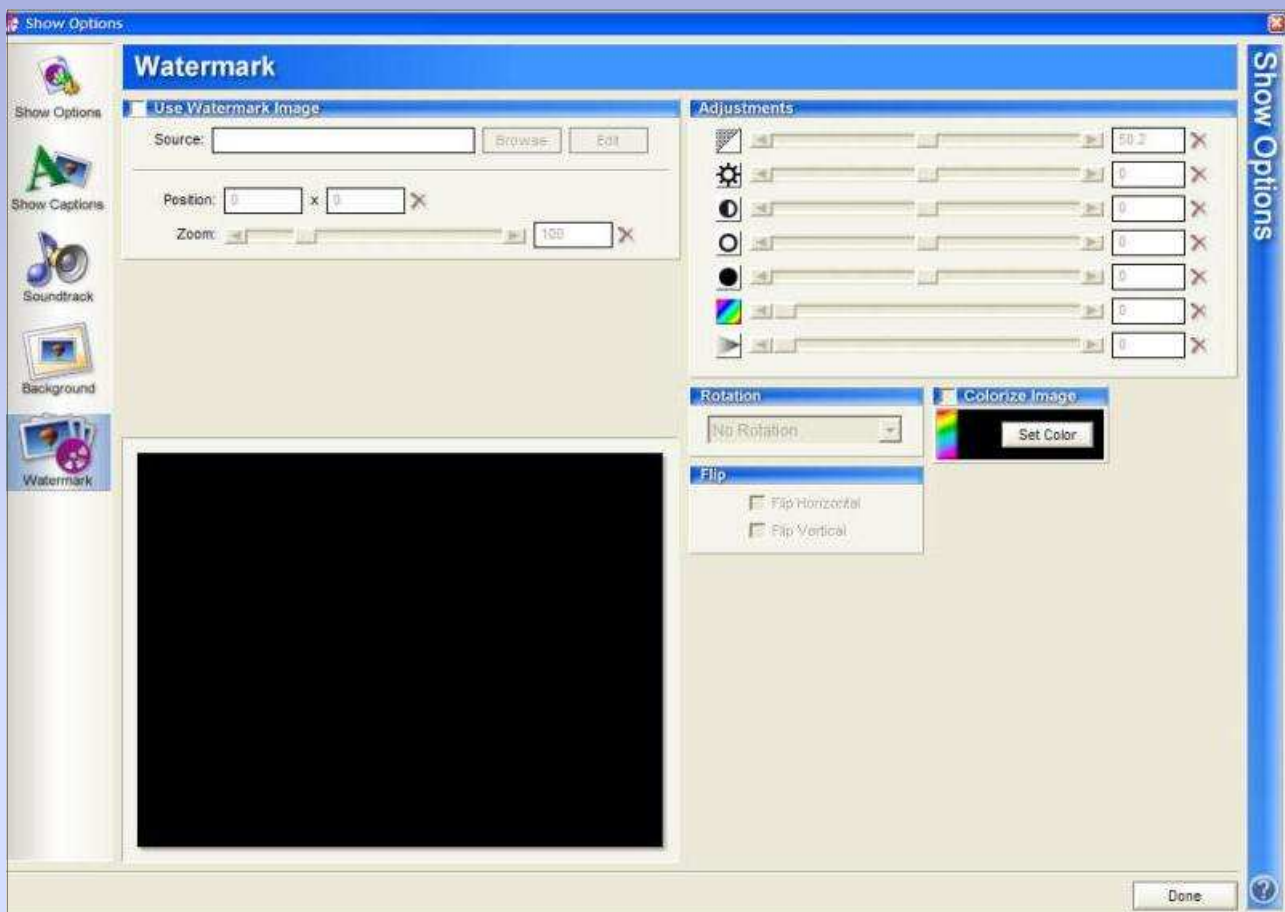 Show Options
Show Options
Show Captions
Soundtrack
Background
Watermark
Watermark
Use Watermark Image
Source:
Browse
Edit
Position:
0
x
0
Zoom:
100
Adjustments
50.2
0
0
0
0
0
0
Rotation
No Rotation
Colorize Image
Set Color
Flip
Flip Horizontal
Flip Vertical
Done
Show Options
?